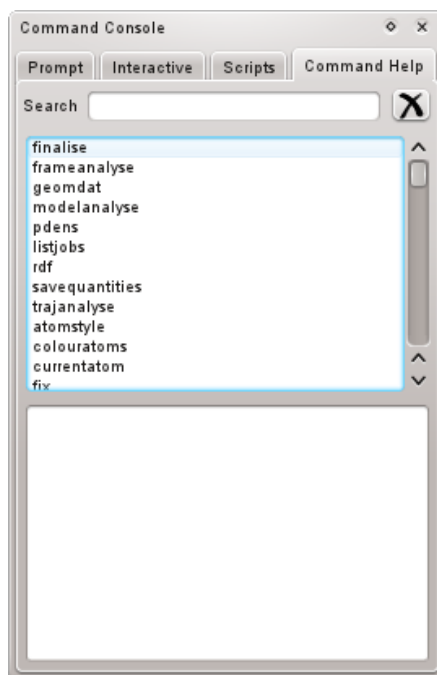 Command Console
Prompt Interactive Scripts Command Help
Search
finalise
frameanalyse
geomdat
modelanalyse
pdens
listjobs
rdf
savequantities
trajanalyse
atomstyle
colouratoms
currentatom
fix